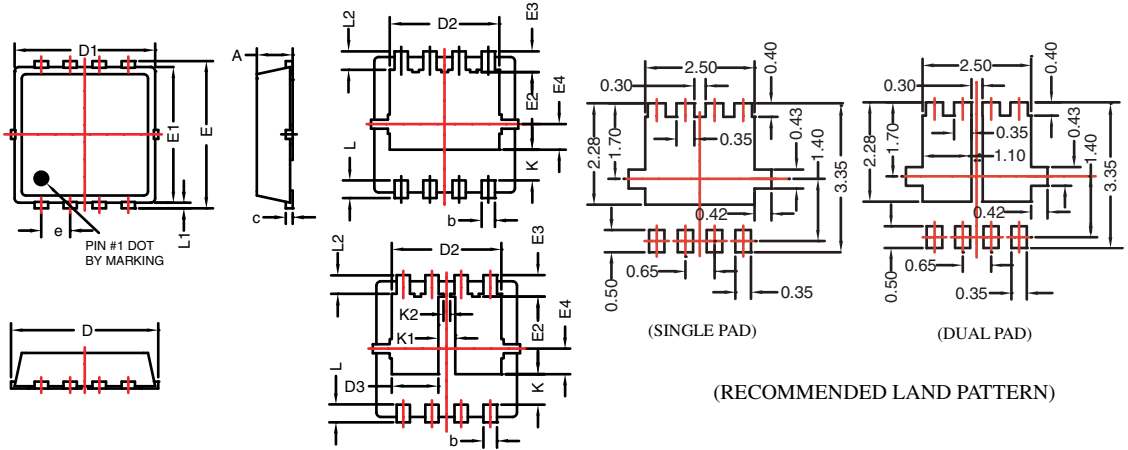 D1
E1
E
L1
e
PIN #1 DOT
BY MARKING
A
c
D
L2
D2
E3
E2
E4
L
K
b
L2
D2
E3
K2
K1
E2
E4
D3
L
K
b
2.50
0.30
0.40
0.35
0.43
2.28
1.70
1.40
3.35
0.42
0.65
0.50
0.35
(SINGLE PAD)
2.50
0.30
0.40
0.35
0.43
2.28
1.70
1.10
1.40
3.35
0.42
0.65
0.50
0.35
(DUAL PAD)
(RECOMMENDED LAND PATTERN)